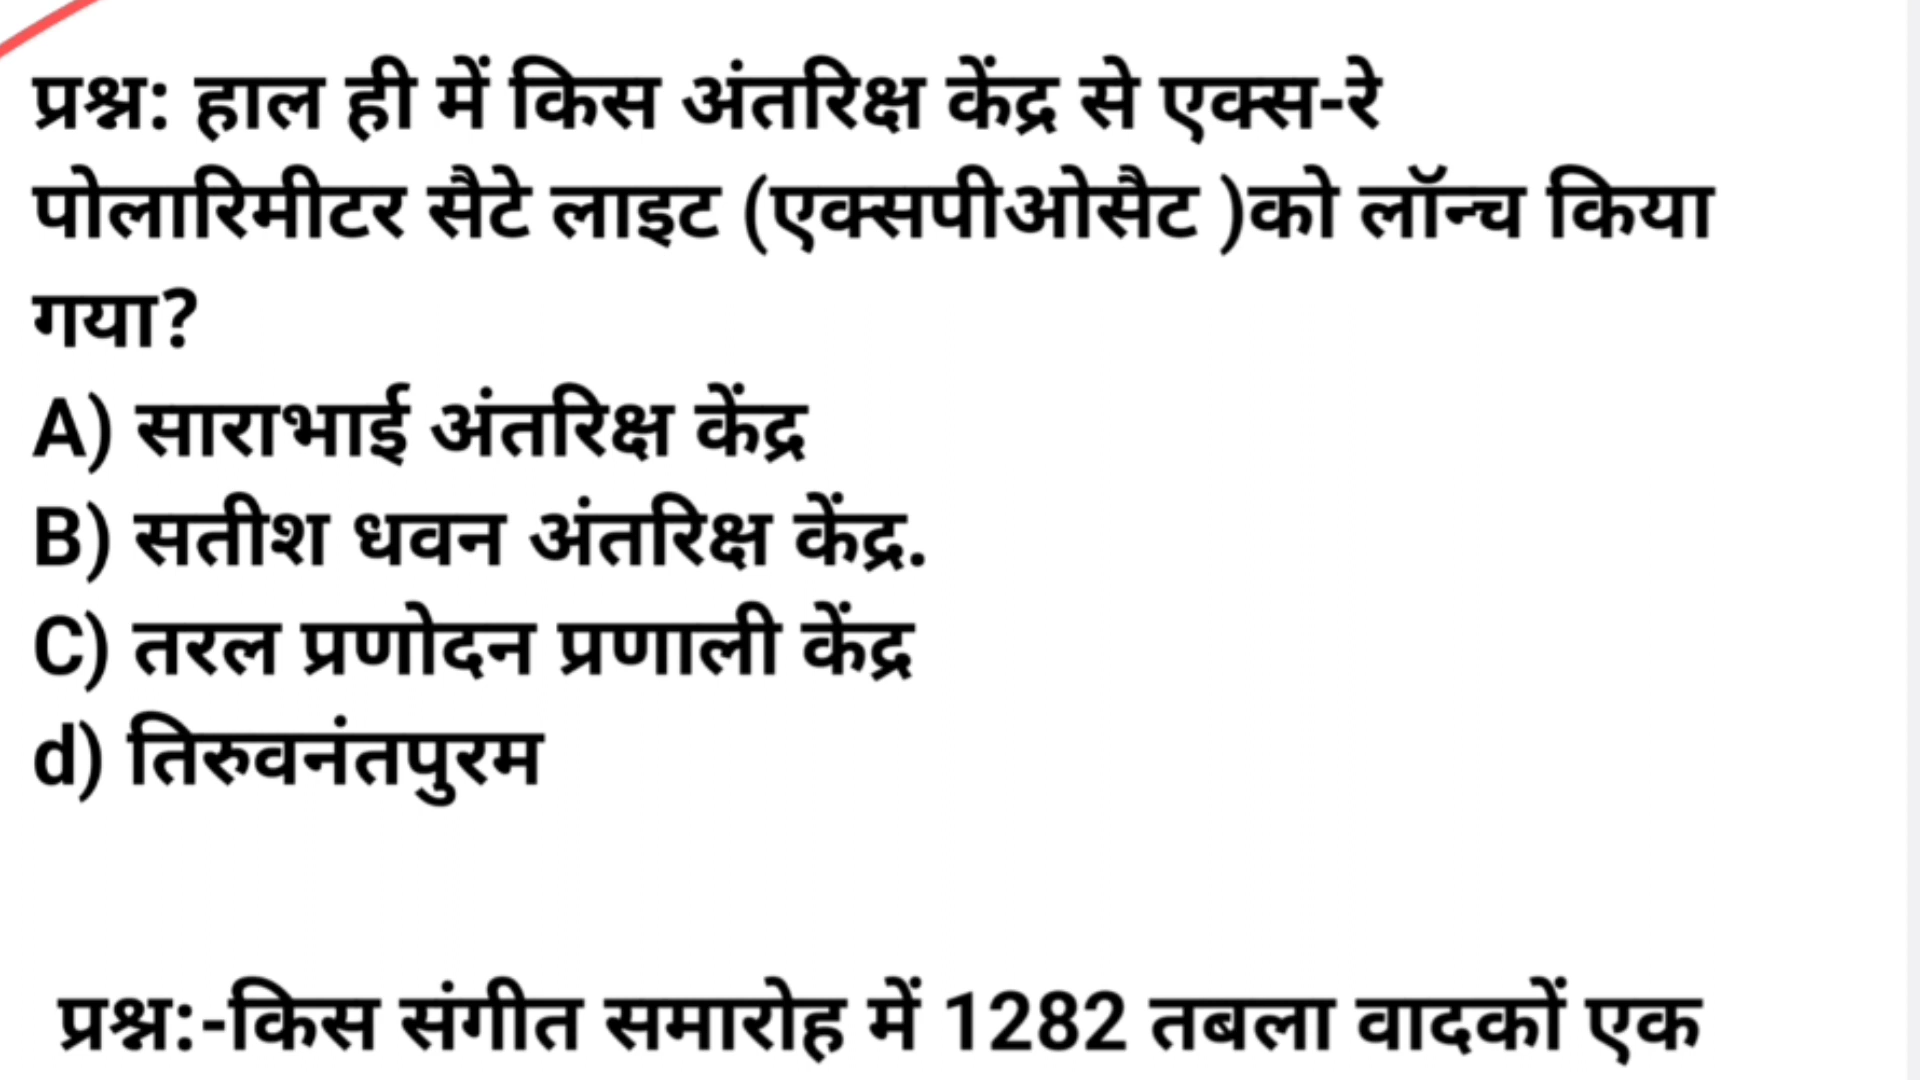 प्रश्न: हाल ही में किस अंतरिक्ष केंद्र से एक्स-रे
पोलारिमीटर सैटे लाइट (एक्सपीओसैट )को लॉन्च किया
गया?
A) साराभाई अंतरिक्ष केंद्र
B) सतीश धवन अंतरिक्ष केंद्र.
C) तरल प्रणोदन प्रणाली केंद्र
d) तिरुवनंतपुरम
प्रश्न:-किस संगीत समारोह में 1282 तबला वादकों एक